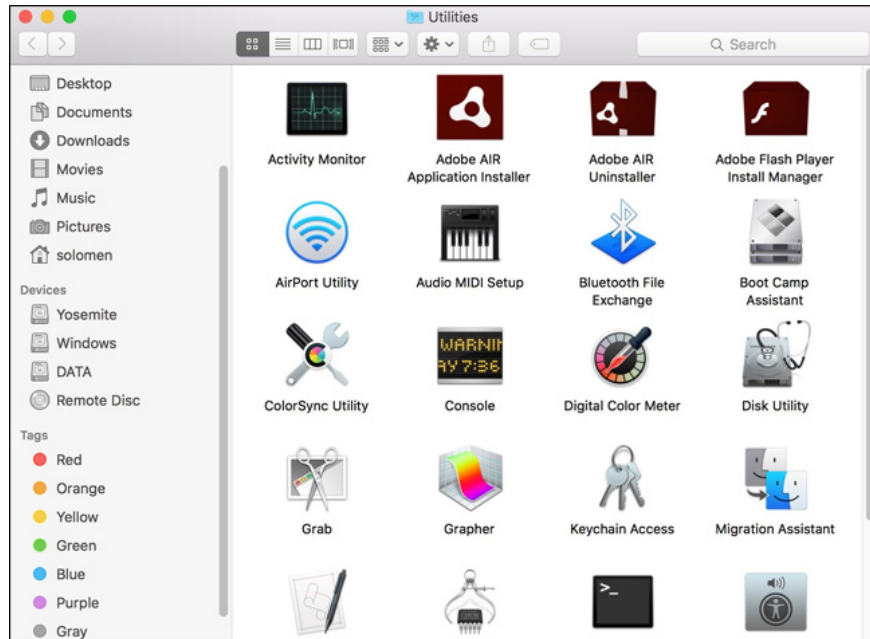 Utilities
Search
Desktop
Documents
Downloads
Movies
Music
Pictures
solomen
Devices
Yosemite
Windows
DATA
Remote Disc
Tags
Red
Orange
Yellow
Green
Blue
Purple
Gray
Activity Monitor
Adobe AIR
Application Installer
Adobe AIR
Uninstaller
Adobe Flash Player
Install Manager
AirPort Utility
Audio MIDI Setup
Bluetooth File
Exchange
Boot Camp
Assistant
WARNIN
AY 7:36
ColorSync Utility
Console
Digital Color Meter
Disk Utility
Grab
Grapher
Keychain Access
Migration Assistant
>_